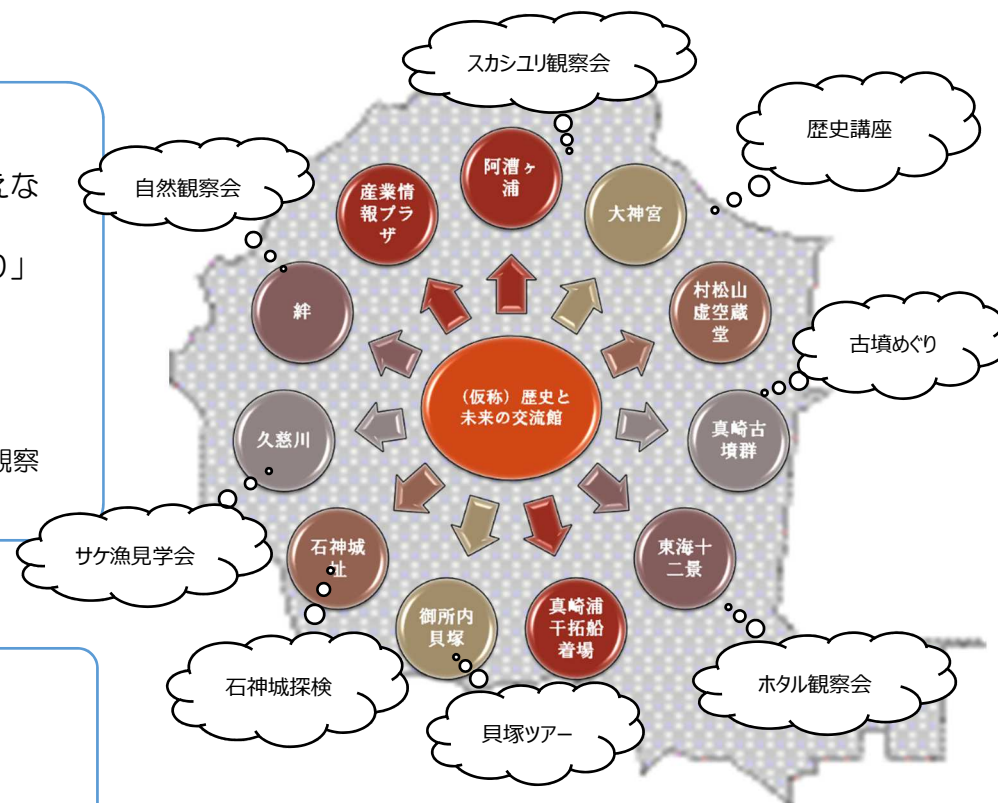 えな
り」
観察
スカシユリ観察会
歴史講座
自然観察会
古墳めぐり
サケ漁見学会
石神城探検
貝塚ツアー
ホタル観察会
阿漕ヶ
浦
大神宮
村松山
虚空蔵
堂
真崎古
墳群
東海十
二景
真崎浦
干拓船
着場
御所内
貝塚
石神城
址
久慈川
絆
産業情
報プラ
ザ
（仮称）歴史と
未来の交流館